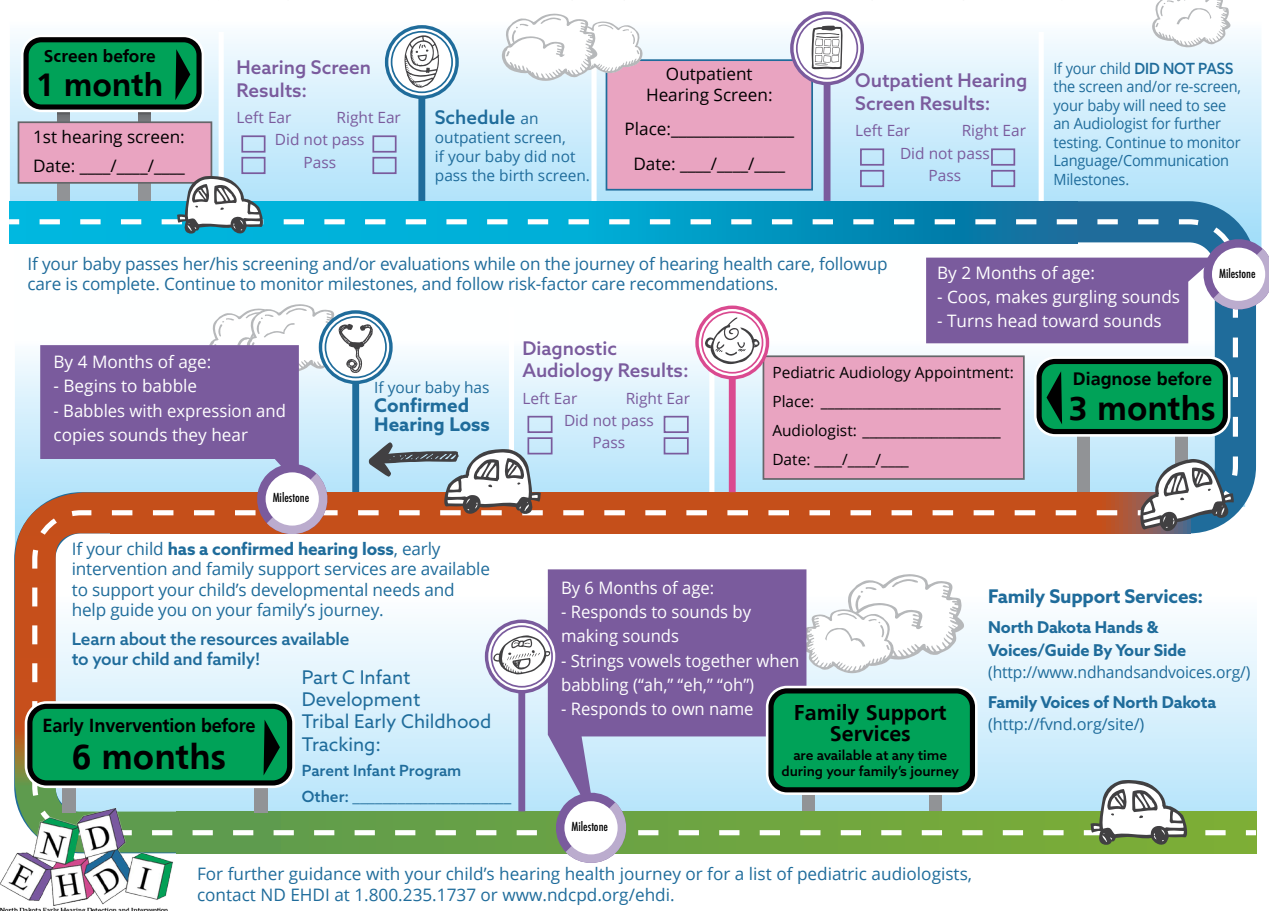 Screen before
1 month
1st hearing screen:
Date: ___/___/___
Hearing Screen
Results:
Left Ear Right Ear
Did not pass
Pass
Schedule an
outpatient screen,
if your baby did not
pass the birth screen.
Outpatient
Hearing Screen:
Place:______________
Date: ___/___/___
Outpatient Hearing
Screen Results:
Left Ear Right Ear
Did not pass
Pass
If your child DID NOT PASS
the screen and/or re-screen,
your baby will need to see
an Audiologist for further
testing. Continue to monitor
Language/Communication
Milestones.
If your baby passes her/his screening and/or evaluations while on the journey of hearing health care, followup
care is complete. Continue to monitor milestones, and follow risk-factor care recommendations.
Milestone
By 2 Months of age:
- Coos, makes gurgling sounds
- Turns head toward sounds
Diagnose before
3 months
Pediatric Audiology Appointment:
Place: ____________________
Audiologist: _______________
Date: ___/___/___
Diagnostic
Audiology Results:
Left Ear Right Ear
Did not pass
Pass
If your baby has
Confirmed
Hearing Loss
By 4 Months of age:
- Begins to babble
- Babbles with expression and
copies sounds they hear
Milestone
If your child has a confirmed hearing loss, early
intervention and family support services are available
to support your child's developmental needs and
help guide you on your family's journey.
Learn about the resources available
to your child and family!
Early Invervention before
6 months
Part C Infant
Development
Tribal Early Childhood
Tracking:
Parent Infant Program
Other: ______________________
By 6 Months of age:
- Responds to sounds by
making sounds
- Strings vowels together when
babbling ("ah," "eh," "oh")
- Responds to own name
Milestone
Family Support
Services
are available at any time
during your family's journey
Family Support Services:
North Dakota Hands &
Voices/Guide By Your Side
(http://www.ndhandsandvoices.org/)
Family Voices of North Dakota
(http://fvnd.org/site/)
ND
EHDI
North Dakota Early Hearing Detection and Intervention
For further guidance with your child's hearing health journey or for a list of pediatric audiologists,
contact ND EHDI at 1.800.235.1737 or www.ndcpd.org/ehdi.